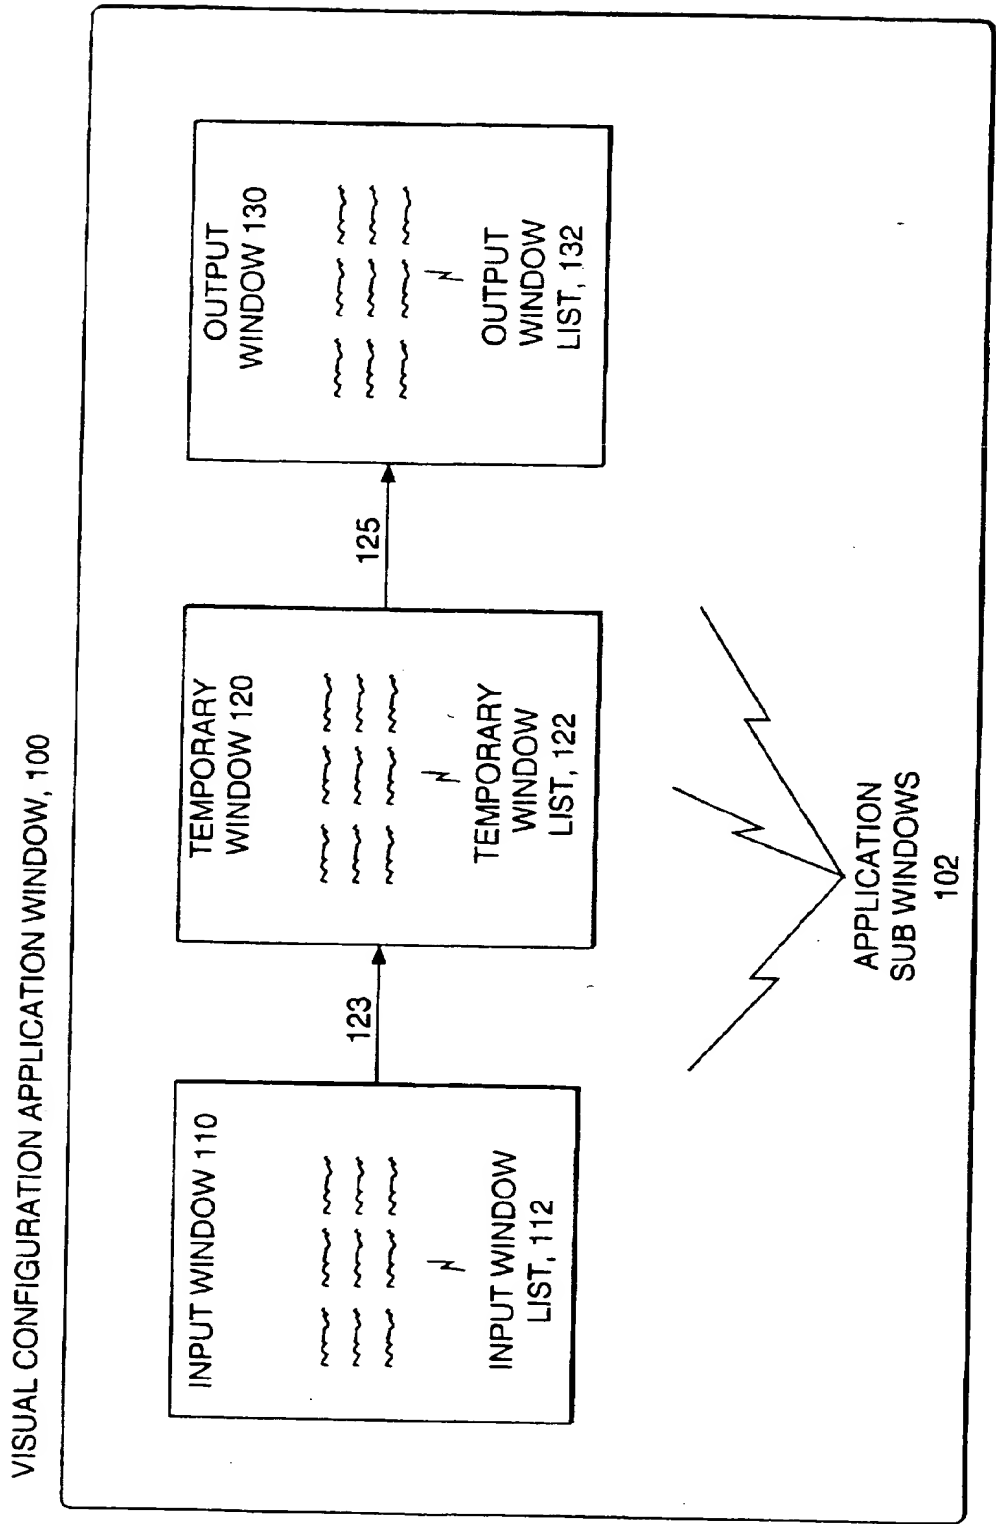 VISUAL CONFIGURATION APPLICATION WINDOW, 100
INPUT WINDOW 110
INPUT WINDOW
LIST, 112
123
TEMPORARY
WINDOW 120
TEMPORARY
WINDOW
LIST, 122
125
OUTPUT
WINDOW 130
OUTPUT
WINDOW
LIST, 132
APPLICATION
SUB WINDOWS
102